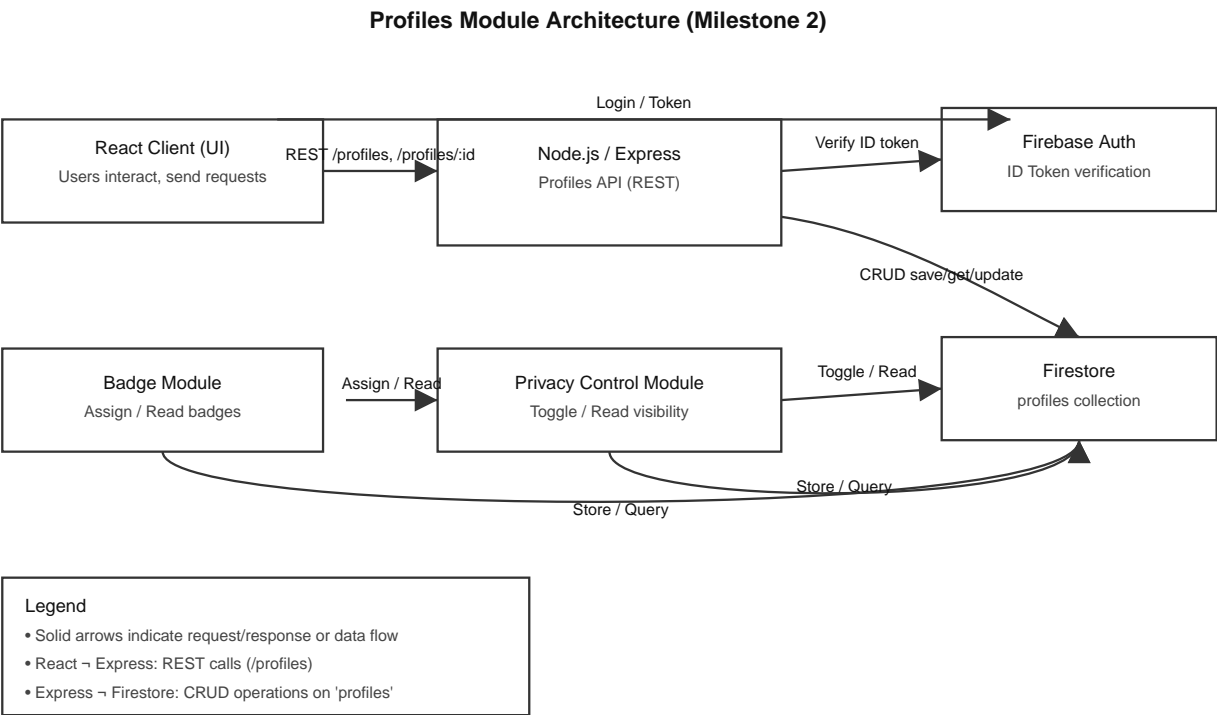 Profiles Module Architecture (Milestone 2)
Login / Token
React Client (UI)
Users interact, send requests
REST /profiles, /profiles/:id
Node.js / Express
Profiles API (REST)
Verify ID token
Firebase Auth
ID Token verification
CRUD save/get/update
Badge Module
Assign / Read badges
Assign / Read
Privacy Control Module
Toggle / Read visibility
Toggle / Read
Firestore
profiles collection
Store / Query
Store / Query
Legend
• Solid arrows indicate request/response or data flow
• React ¬ Express: REST calls (/profiles)
• Express ¬ Firestore: CRUD operations on 'profiles'